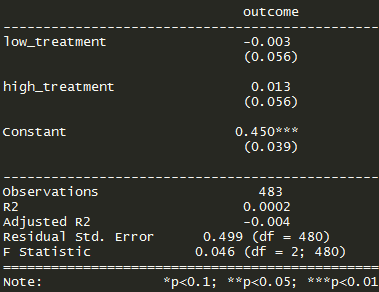 outcome
-----------------------------------------------
low_treatment -0.003
(0.056)
high_treatment 0.013
(0.056)
Constant 0.450***
(0.039)
-----------------------------------------------
Observations 483
R2 0.0002
Adjusted R2 -0.004
Residual Std. Error 0.499 (df = 480)
F Statistic 0.046 (df = 2; 480)
===============================================
Note: *p<0.1; **p<0.05; ***p<0.01